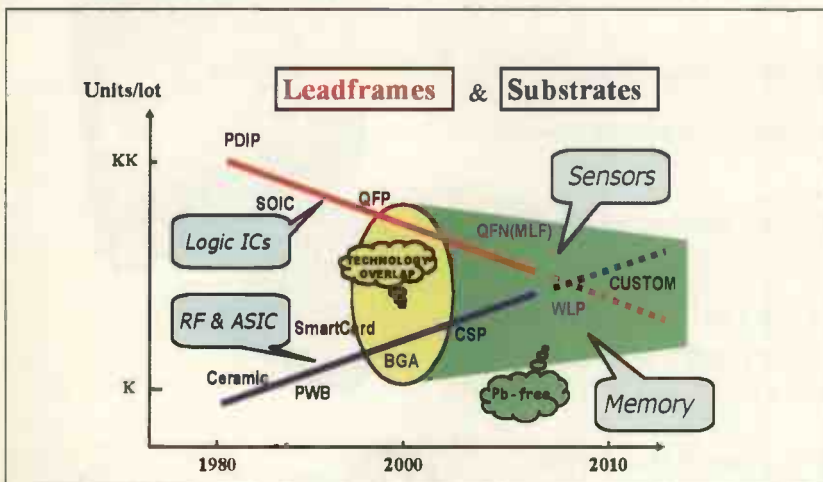 Leadframes & Substrates
Units/lot
KK
K
PDIP
SOIC
QFP
QFN(MLF)
Sensors
Logic ICs
TECHNOLOGY
OVERLAP
CUSTOM
WLP
RF & ASIC
SmartCard
CSP
BGA
Ceramic
PWB
Pb-free
Memory
1980
2000
2010